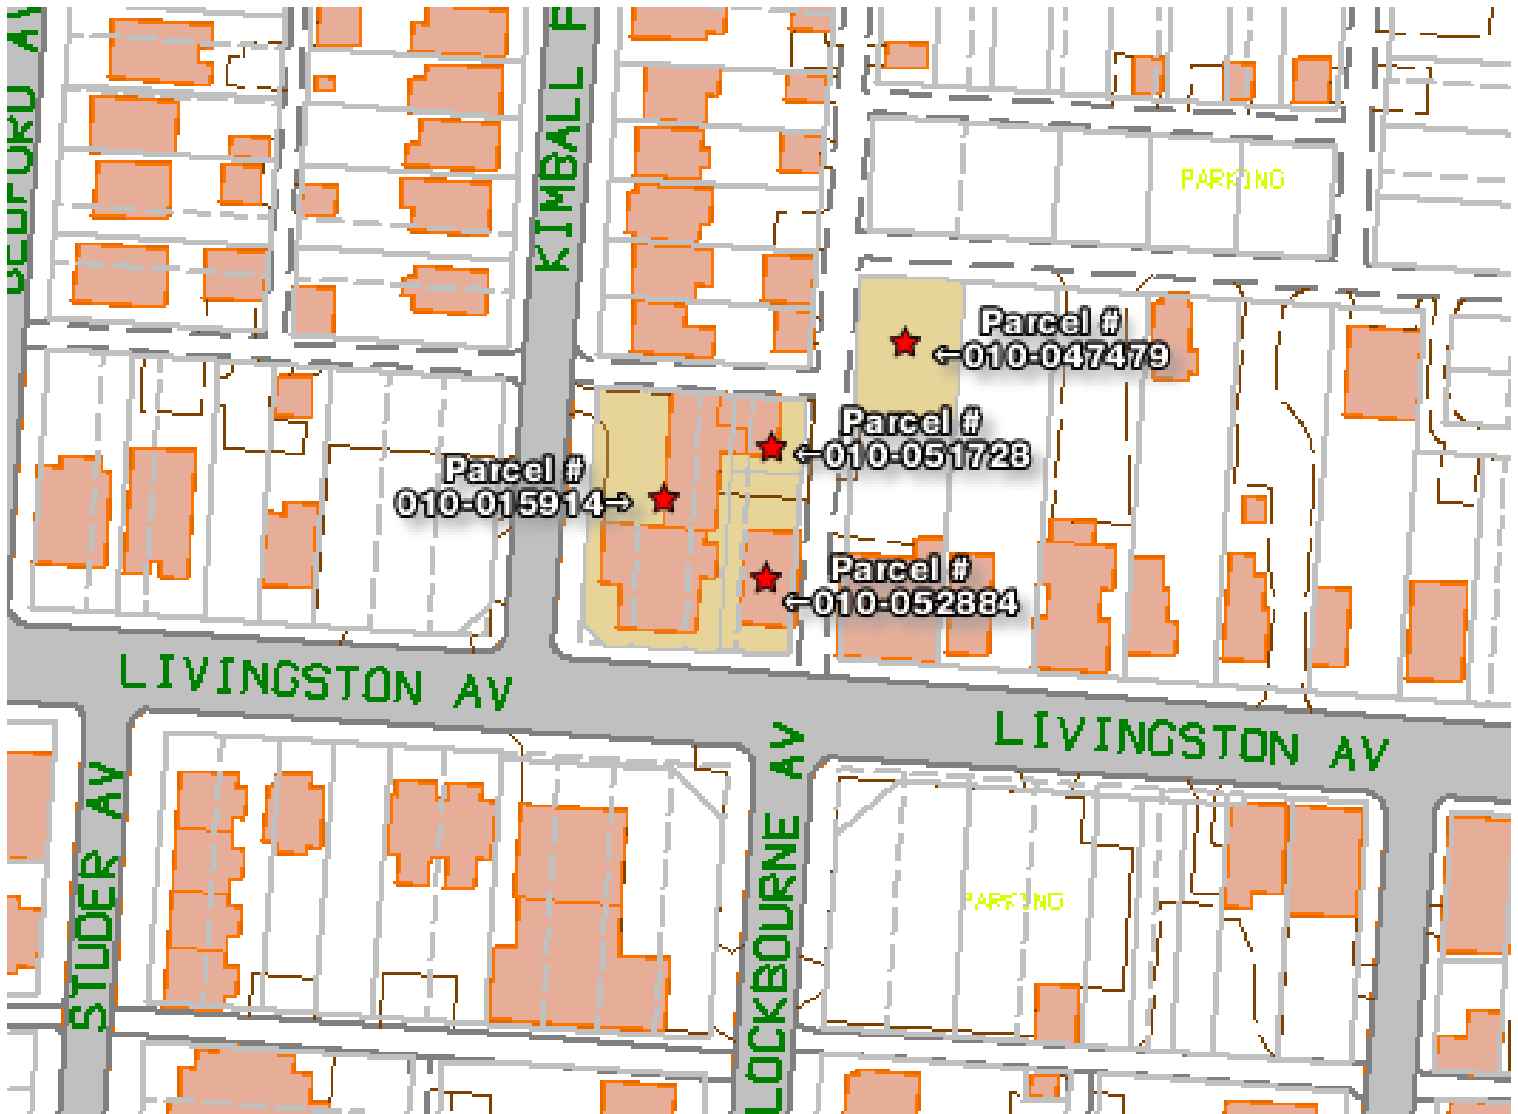 KIMBALL P
PARKING
Parcel #
←010-047479
Parcel #
←010-051728
Parcel #
010-015914→
Parcel #
←010-052884
LIVINGSTON AV
LIVINGSTON AV
STUDER AV
LOCKBOURNE AV
PARKING